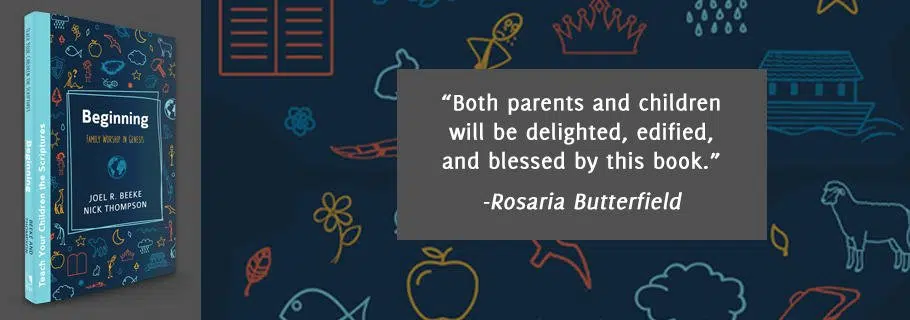 Teach Your Children the Scriptures
Beginning
Beginning
FAMILY WORSHIP IN GENESIS
JOEL R. BEEKE
NICK THOMPSON
“Both parents and children
will be delighted, edified,
and blessed by this book.”
-Rosaria Butterfield